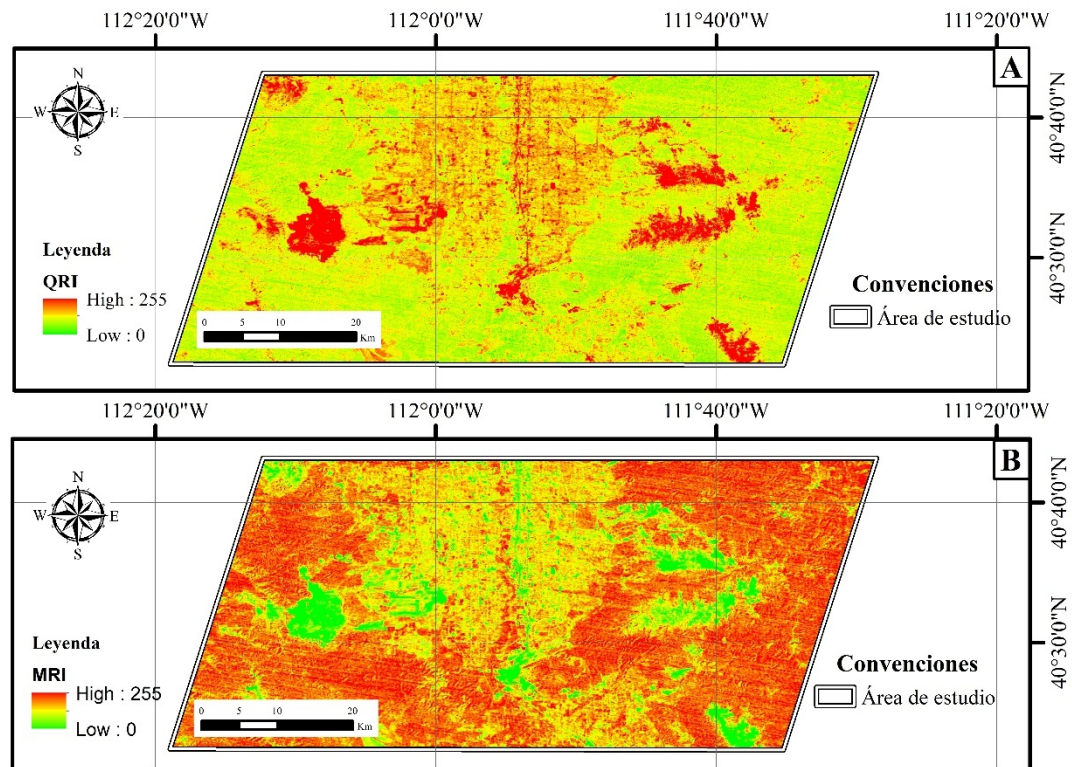 112°20'0"W 112°0'0"W 111°40'0"W 111°20'0"W
A
N
W E
S
40°40'0"N
40°30'0"N
Leyenda
QRI
High : 255
Low : 0
0 5 10 20
Km
Convenciones
Área de estudio
112°20'0"W 112°0'0"W 111°40'0"W 111°20'0"W
B
N
W E
S
40°40'0"N
40°30'0"N
Leyenda
MRI
High : 255
Low : 0
0 5 10 20
Km
Convenciones
Área de estudio